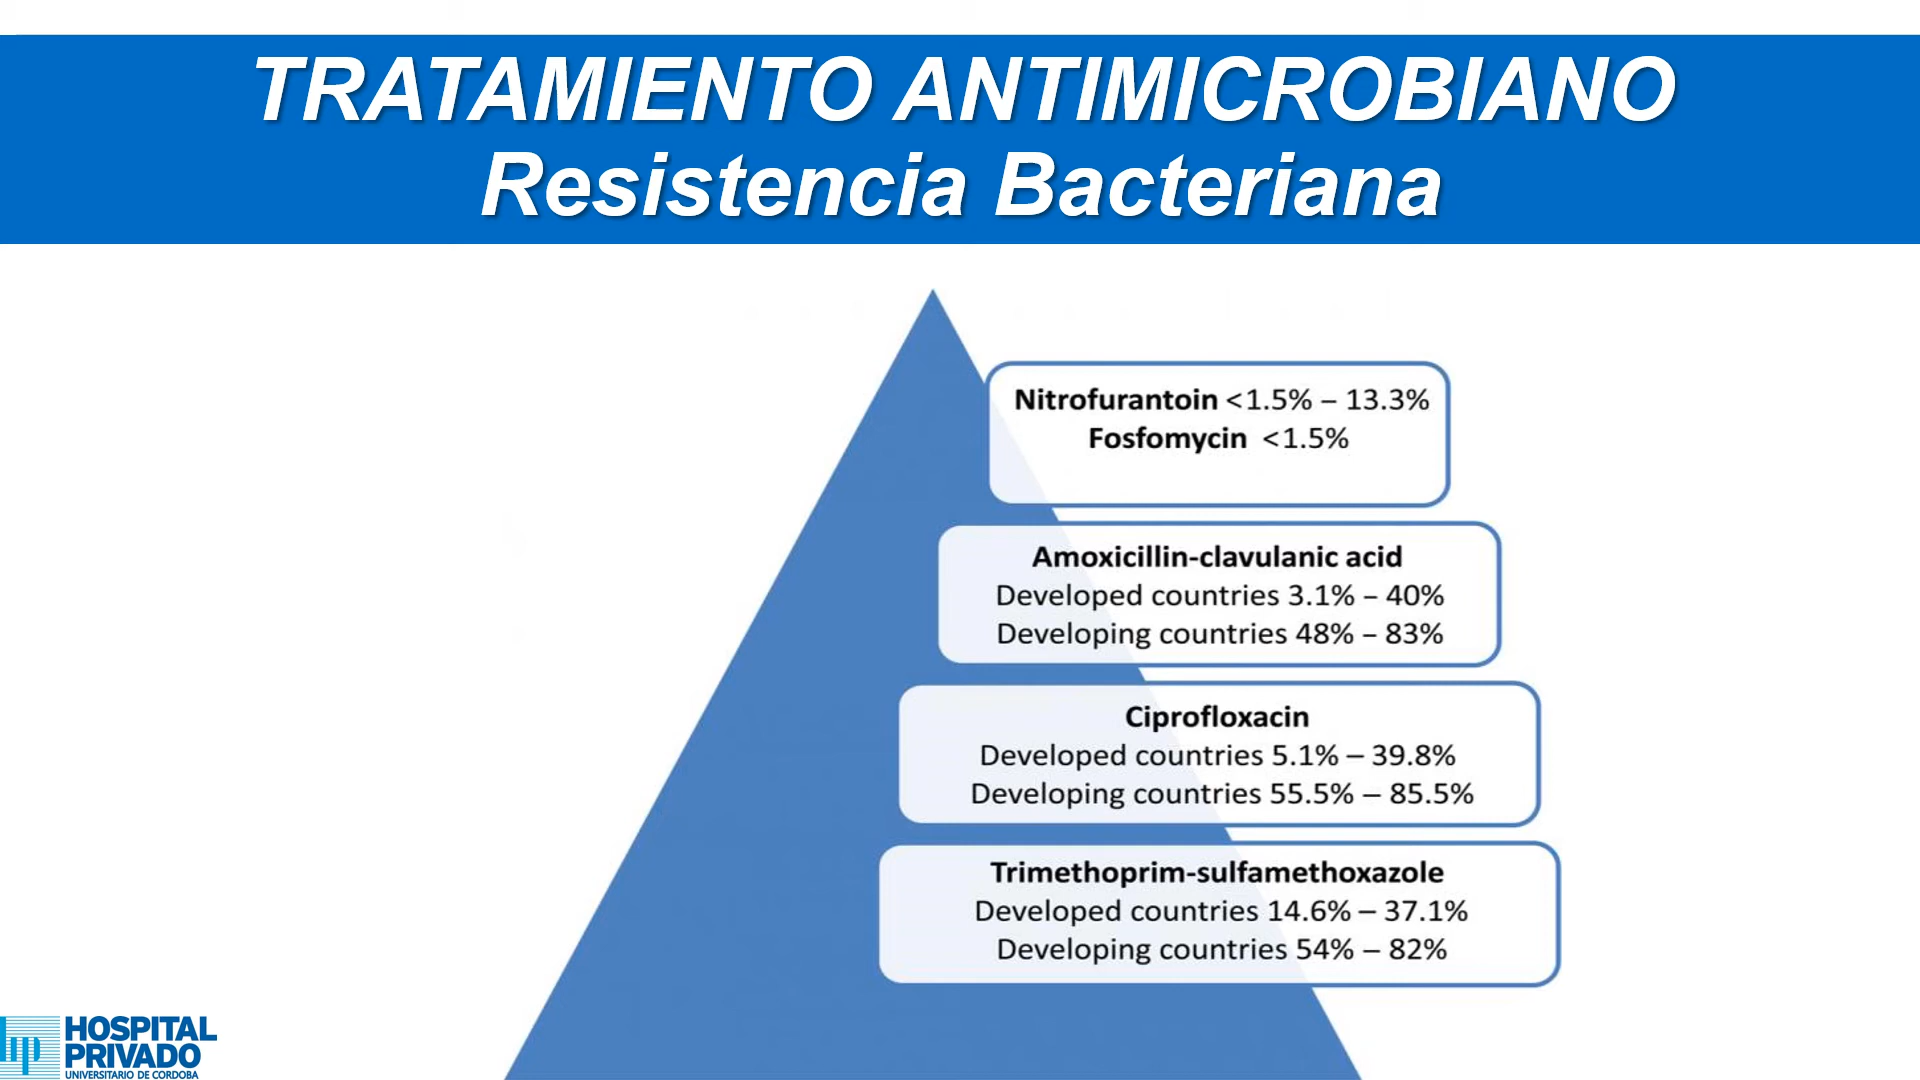 TRATAMIENTO ANTIMICROBIANO
Resistencia Bacteriana
Nitrofurantoin <1.5% – 13.3%
Fosfomycin <1.5%
Amoxicillin-clavulanic acid
Developed countries 3.1% – 40%
Developing countries 48% – 83%
Ciprofloxacin
Developed countries 5.1% – 39.8%
Developing countries 55.5% – 85.5%
Trimethoprim-sulfamethoxazole
Developed countries 14.6% – 37.1%
Developing countries 54% – 82%
hp
HOSPITAL
PRIVADO
UNIVERSITARIO DE CORDOBA